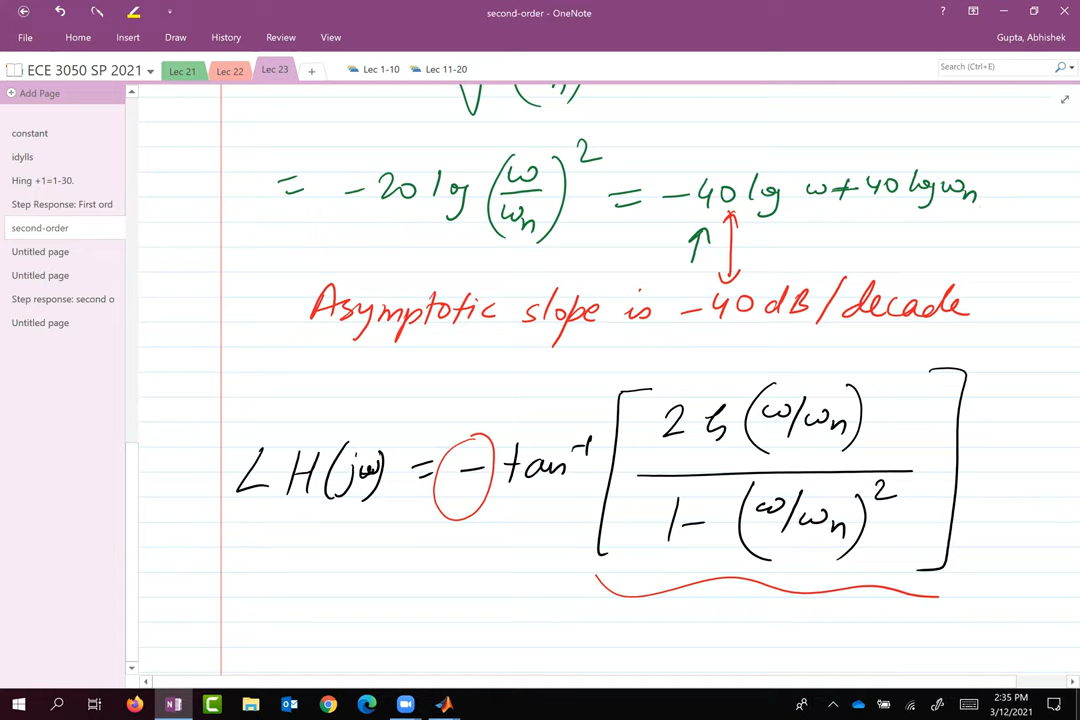 second-order - OneNote
File Home Insert Draw History Review View
Gupta, Abhishek
ECE 3050 SP 2021 Lec 21 Lec 22 Lec 23 Lec 1-10 Lec 11-20
Search (Ctrl+E)
Add Page
constant
idylls
Hing +1=1-30.
Step Response: First ord
second-order
Untitled page
Untitled page
Step response: second o
Untitled page
= -20 log (ω/ωn)^2 = -40 log ω + 40 log ωn
Asymptotic slope is -40 dB/decade
∠ H(jω) = - tan^-1 [ 2ζ(ω/ωn) / 1 - (ω/ωn)^2 ]
2:35 PM
3/12/2021